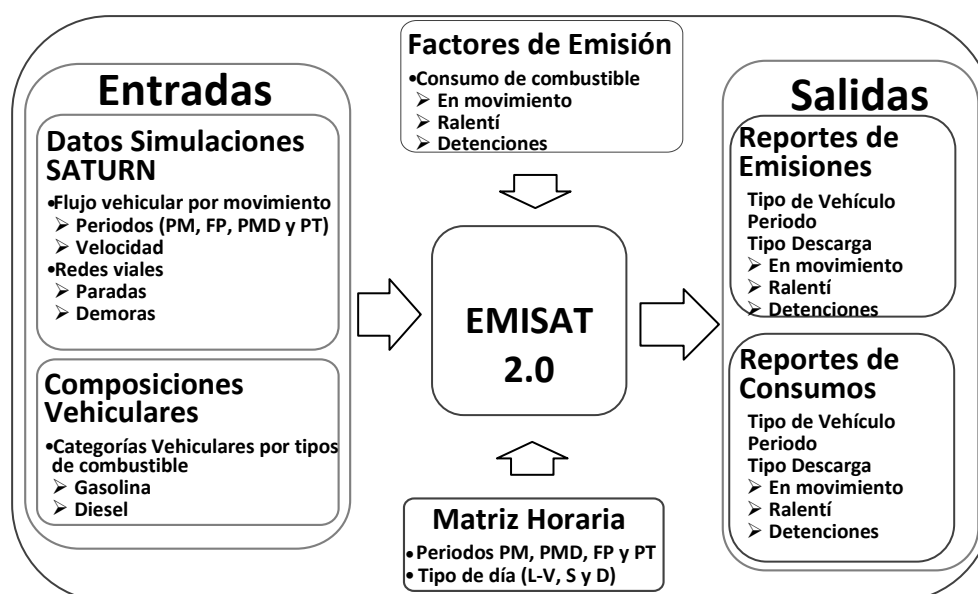 Entradas
Datos Simulaciones
SATURN
•Flujo vehicular por movimiento
➢ Periodos (PM, FP, PMD y PT)
➢ Velocidad
•Redes viales
➢ Paradas
➢ Demoras
Composiciones
Vehiculares
•Categorías Vehiculares por tipos
de combustible
➢ Gasolina
➢ Diesel
Factores de Emisión
•Consumo de combustible
➢ En movimiento
➢ Ralentí
➢ Detenciones
EMISAT
2.0
Matriz Horaria
• Periodos PM, PMD, FP y PT
• Tipo de día (L-V, S y D)
Salidas
Reportes de
Emisiones
Tipo de Vehículo
Periodo
Tipo Descarga
➢ En movimiento
➢ Ralentí
➢ Detenciones
Reportes de
Consumos
Tipo de Vehículo
Periodo
Tipo Descarga
➢ En movimiento
➢ Ralentí
➢ Detenciones